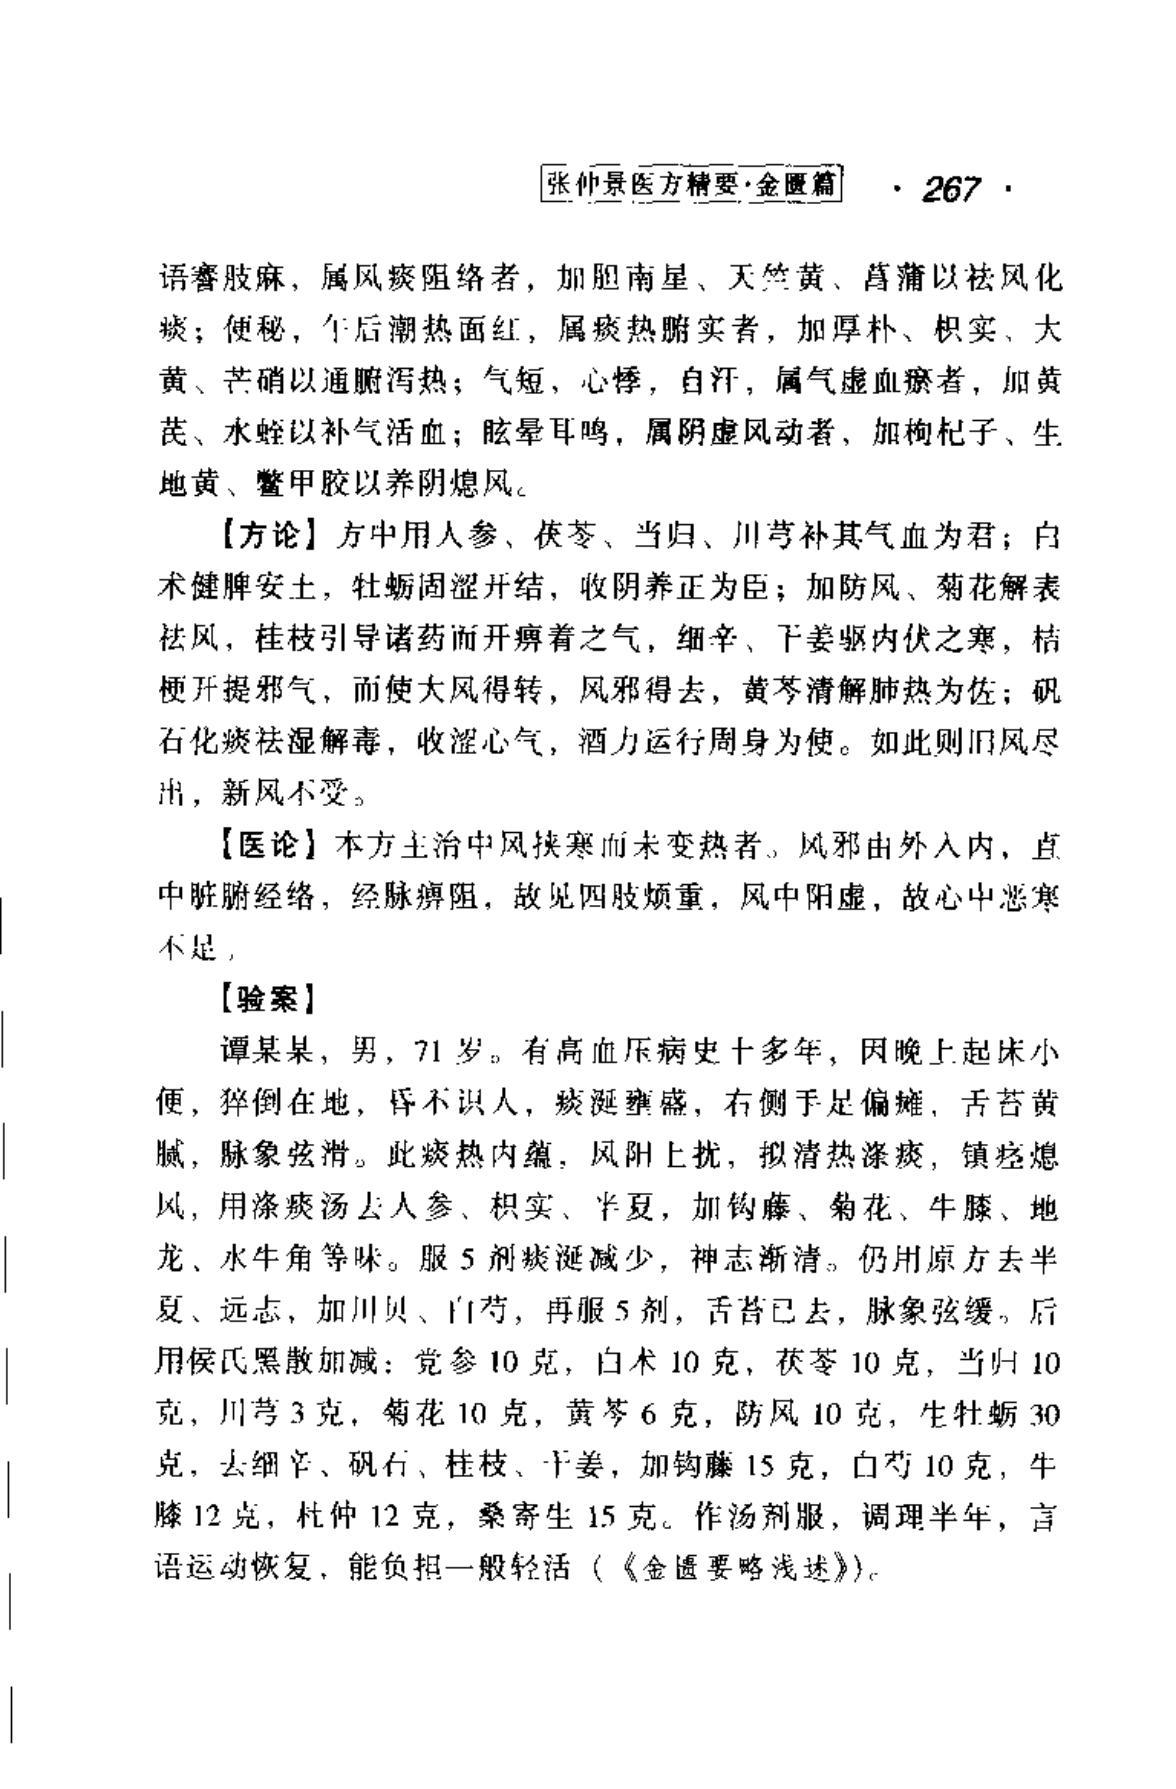 张仲景医方精要·金匮篇 · 267 ·
语謇肢麻，属风痰阻络者，加胆南星、天竺黄、菖蒲以祛风化
痰；便秘，午后潮热面红，属痰热腑实者，加厚朴、枳实、大
黄、芒硝以通腑泻热；气短，心悸，自汗，属气虚血瘀者，加黄
芪、水蛭以补气活血；眩晕耳鸣，属阴虚风动者，加枸杞子、生
地黄、鳖甲胶以养阴熄风。
【方论】方中用人参、茯苓、当归、川芎补其气血为君；白
术健脾安土，牡蛎固涩开结，收阴养正为臣；加防风、菊花解表
祛风，桂枝引导诸药而开痹着之气，细辛、干姜驱内伏之寒，桔
梗开提邪气，而使大风得转，风邪得去，黄芩清解肺热为佐；矾
石化痰祛湿解毒，收涩心气，酒力运行周身为使。如此则旧风尽
出，新风不受。
【医论】本方主治中风挟寒而未变热者。风邪由外入内，直
中脏腑经络，经脉痹阻，故见四肢烦重，风中阳虚，故心中恶寒
不足。
【验案】
谭某某，男，71 岁。有高血压病史十多年，因晚上起床小
便，猝倒在地，昏不识人，痰涎壅盛，右侧手足偏瘫，舌苔黄
腻，脉象弦滑。此痰热内蕴，风阳上扰，拟清热涤痰，镇痉熄
风，用涤痰汤去人参、枳实、半夏，加钩藤、菊花、牛膝、地
龙、水牛角等味。服 5 剂痰涎减少，神志渐清。仍用原方去半
夏、远志，加川贝、白芍，再服 5 剂，舌苔已去，脉象弦缓。后
用侯氏黑散加减：党参 10 克，白术 10 克，茯苓 10 克，当归 10
克，川芎 3 克，菊花 10 克，黄芩 6 克，防风 10 克，生牡蛎 30
克，去细辛、矾石、桂枝、干姜，加钩藤 15 克，白芍 10 克，牛
膝 12 克，杜仲 12 克，桑寄生 15 克。作汤剂服，调理半年，言
语运动恢复，能负担一般轻活（《金匮要略浅述》）。